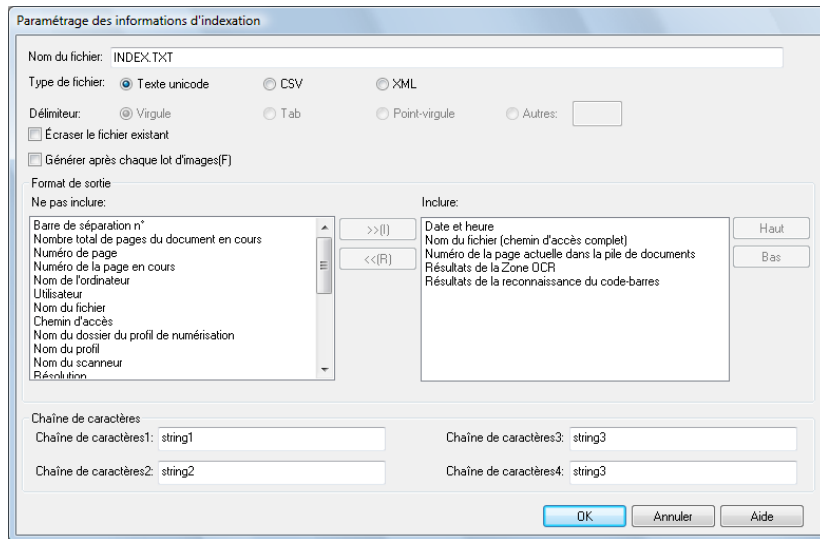 Paramétrage des informations d'indexation
Nom du fichier: INDEX.TXT
Type de fichier: Texte unicode CSV XML
Délimiteur: Virgule Tab Point-virgule Autres:
Écraser le fichier existant
Générer après chaque lot d'images(F)
Format de sortie
Ne pas inclure:
Barre de séparation n°
Nombre total de pages du document en cours
Numéro de page
Numéro de la page en cours
Nom de l'ordinateur
Utilisateur
Nom du fichier
Chemin d'accès
Nom du dossier du profil de numérisation
Nom du profil
Nom du scanneur
Résolution
>>(I)
<<(R)
Inclure:
Date et heure
Nom du fichier (chemin d'accès complet)
Numéro de la page actuelle dans la pile de documents
Résultats de la Zone OCR
Résultats de la reconnaissance du code-barres
Haut
Bas
Chaîne de caractères
Chaîne de caractères1: string1 Chaîne de caractères3: string3
Chaîne de caractères2: string2 Chaîne de caractères4: string3
OK Annuler Aide